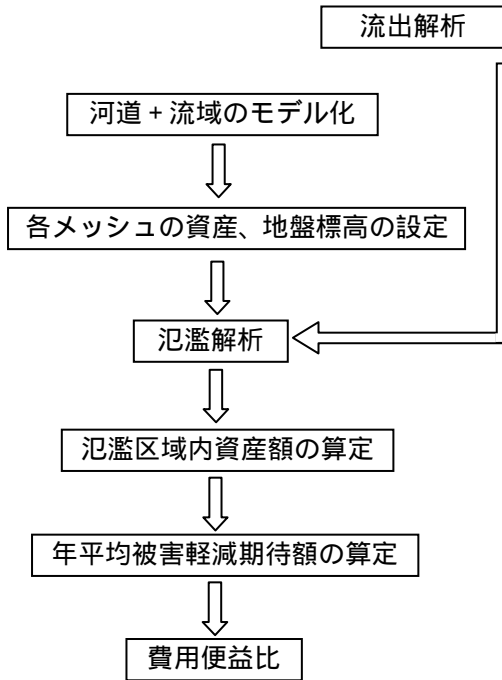 流出解析
河道＋流域のモデル化
各メッシュの資産、地盤標高の設定
氾濫解析
氾濫区域内資産額の算定
年平均被害軽減期待額の算定
費用便益比